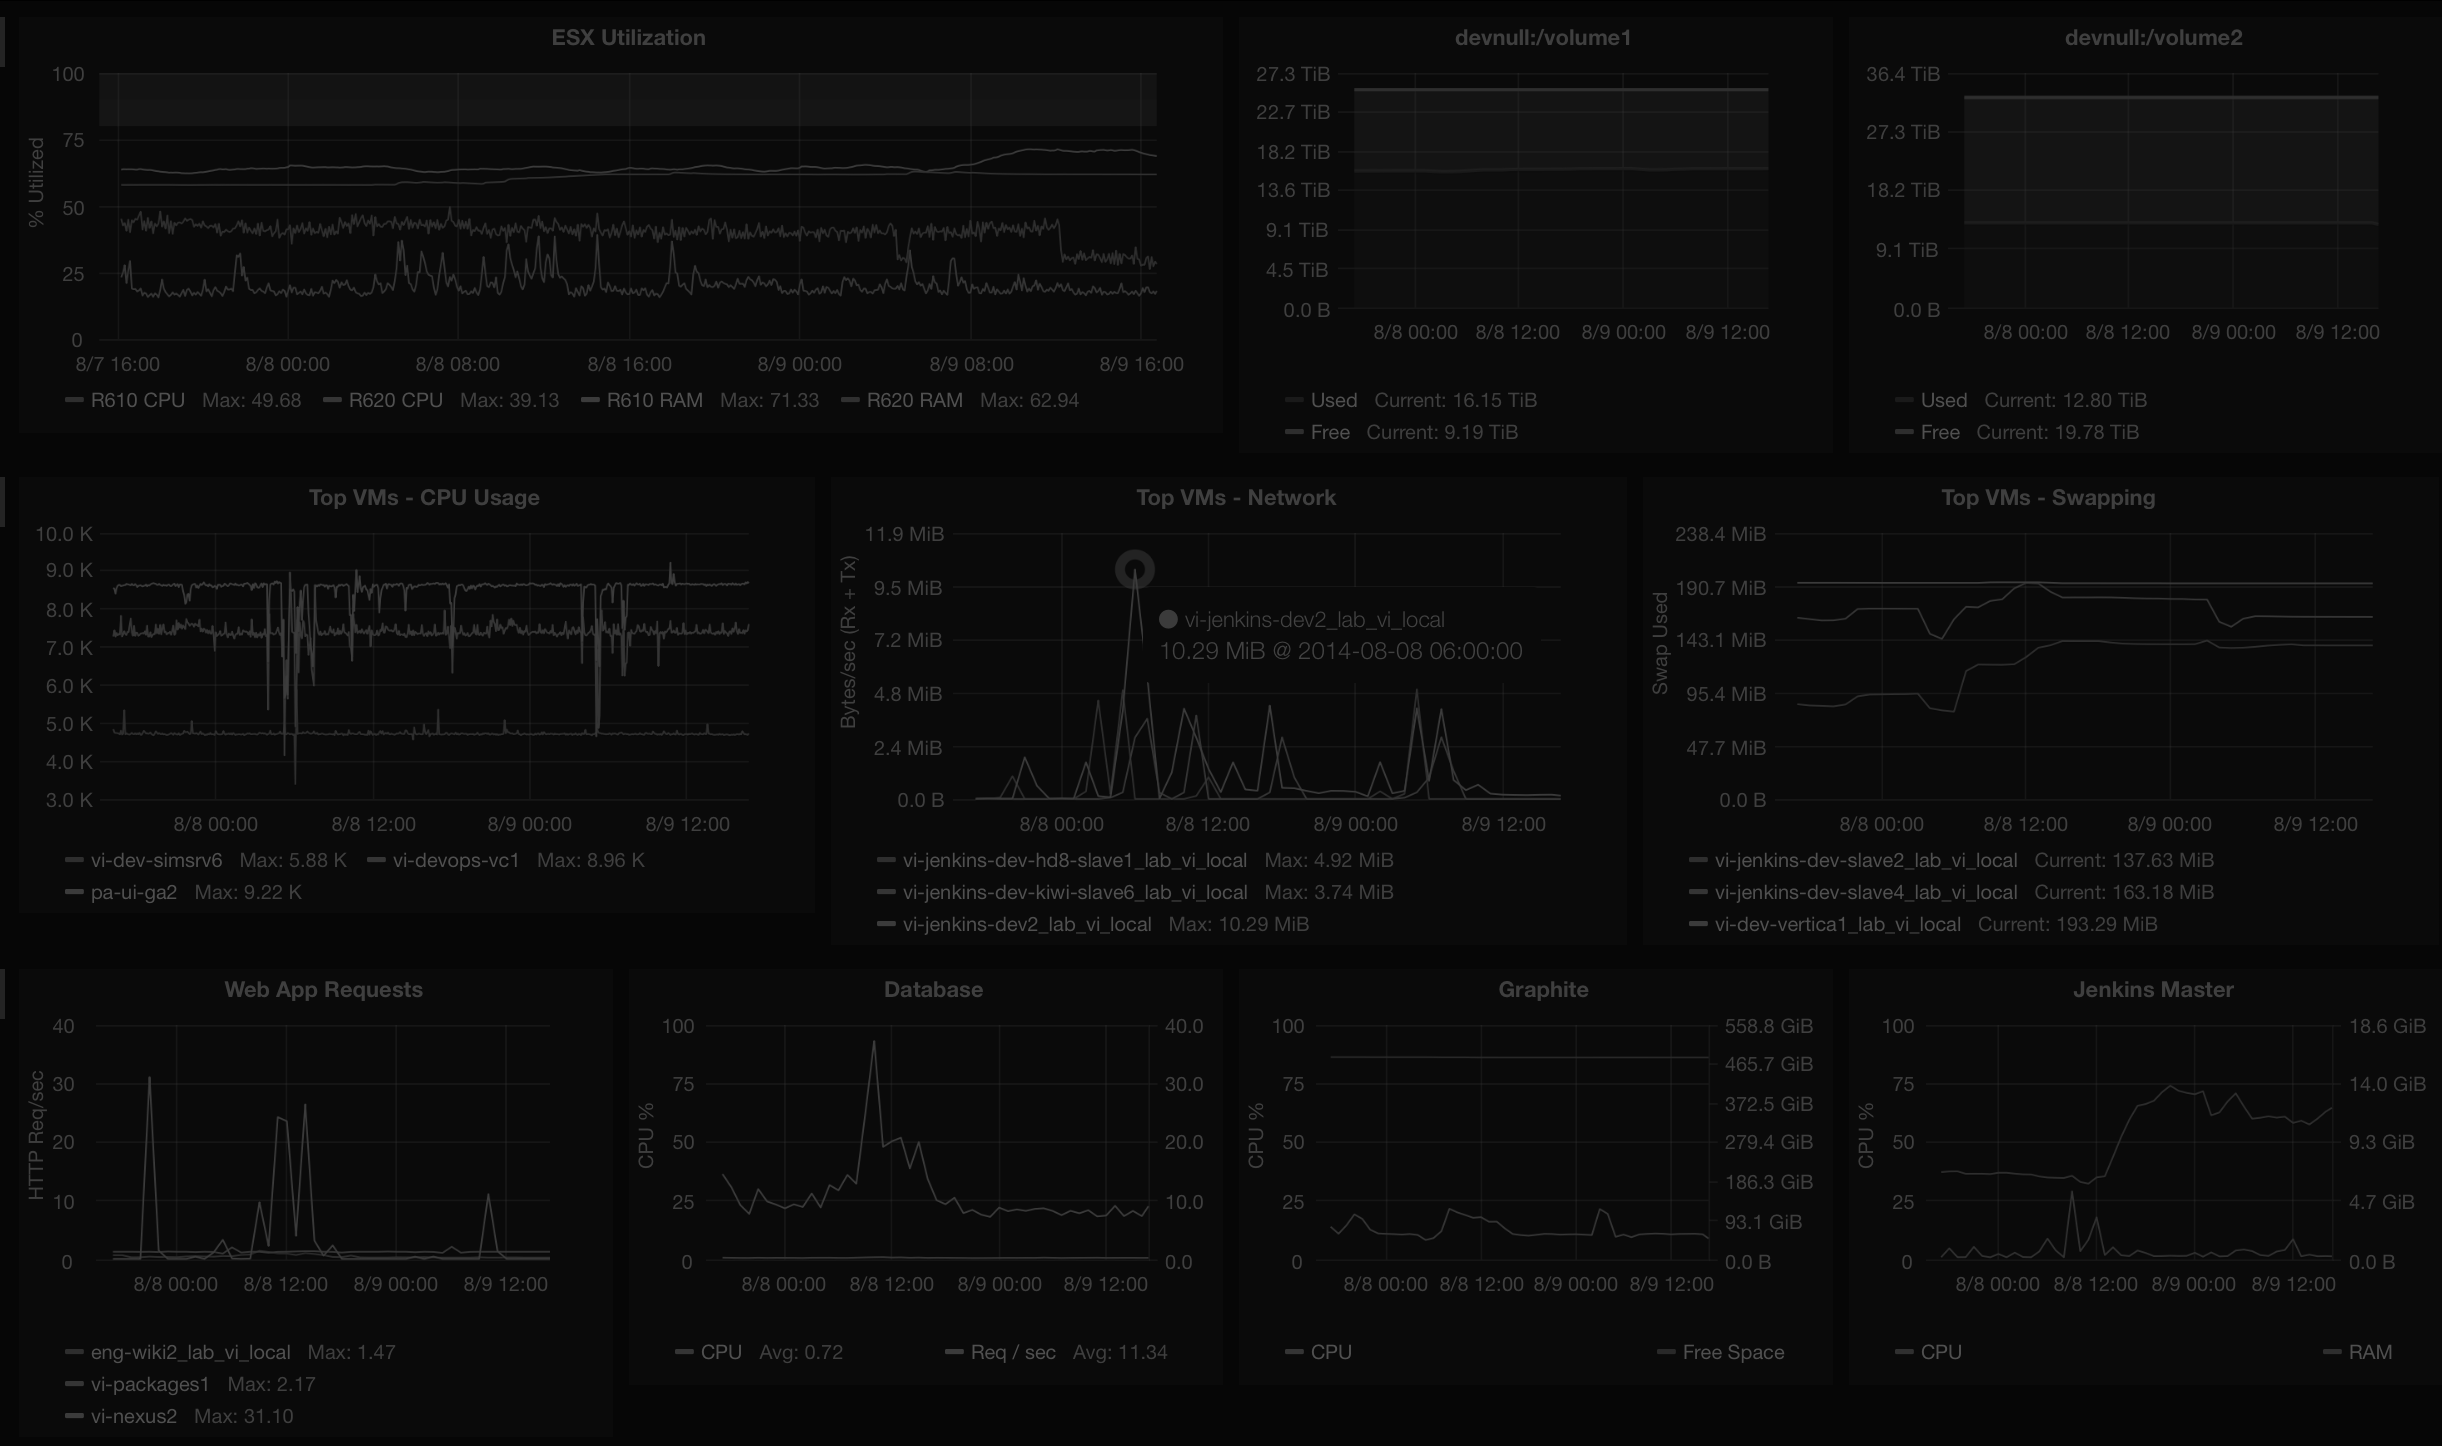 ESX Utilization
100
75
50
25
0
% Utilized
8/7 16:00 8/8 00:00 8/8 08:00 8/8 16:00 8/9 00:00 8/9 08:00 8/9 16:00
R610 CPU Max: 49.68 R620 CPU Max: 39.13 R610 RAM Max: 71.33 R620 RAM Max: 62.94
devnull:/volume1
27.3 TiB
22.7 TiB
18.2 TiB
13.6 TiB
9.1 TiB
4.5 TiB
0.0 B
8/8 00:00 8/8 12:00 8/9 00:00 8/9 12:00
Used Current: 16.15 TiB
Free Current: 9.19 TiB
devnull:/volume2
36.4 TiB
27.3 TiB
18.2 TiB
9.1 TiB
0.0 B
8/8 00:00 8/8 12:00 8/9 00:00 8/9 12:00
Used Current: 12.80 TiB
Free Current: 19.78 TiB
Top VMs - CPU Usage
10.0 K
9.0 K
8.0 K
7.0 K
6.0 K
5.0 K
4.0 K
3.0 K
8/8 00:00 8/8 12:00 8/9 00:00 8/9 12:00
vi-dev-simsrv6 Max: 5.88 K vi-devops-vc1 Max: 8.96 K
pa-ui-ga2 Max: 9.22 K
Top VMs - Network
11.9 MiB
9.5 MiB
7.2 MiB
4.8 MiB
2.4 MiB
0.0 B
Bytes/sec (Rx + Tx)
vi-jenkins-dev2_lab_vi_local
10.29 MiB @ 2014-08-08 06:00:00
8/8 00:00 8/8 12:00 8/9 00:00 8/9 12:00
vi-jenkins-dev-hd8-slave1_lab_vi_local Max: 4.92 MiB
vi-jenkins-dev-kiwi-slave6_lab_vi_local Max: 3.74 MiB
vi-jenkins-dev2_lab_vi_local Max: 10.29 MiB
Top VMs - Swapping
238.4 MiB
190.7 MiB
143.1 MiB
95.4 MiB
47.7 MiB
0.0 B
Swap Used
8/8 00:00 8/8 12:00 8/9 00:00 8/9 12:00
vi-jenkins-dev-slave2_lab_vi_local Current: 137.63 MiB
vi-jenkins-dev-slave4_lab_vi_local Current: 163.18 MiB
vi-dev-vertica1_lab_vi_local Current: 193.29 MiB
Web App Requests
40
30
20
10
0
HTTP Req/sec
8/8 00:00 8/8 12:00 8/9 00:00 8/9 12:00
eng-wiki2_lab_vi_local Max: 1.47
vi-packages1 Max: 2.17
vi-nexus2 Max: 31.10
Database
100 40.0
75 30.0
50 20.0
25 10.0
0 0.0
CPU %
8/8 00:00 8/8 12:00 8/9 00:00 8/9 12:00
CPU Avg: 0.72 Req / sec Avg: 11.34
Graphite
100
75
50
25
0
CPU %
558.8 GiB
465.7 GiB
372.5 GiB
279.4 GiB
186.3 GiB
93.1 GiB
0.0 B
8/8 00:00 8/8 12:00 8/9 00:00 8/9 12:00
CPU Free Space
Jenkins Master
100 18.6 GiB
75 14.0 GiB
50 9.3 GiB
25 4.7 GiB
0 0.0 B
CPU %
8/8 00:00 8/8 12:00 8/9 00:00 8/9 12:00
CPU RAM